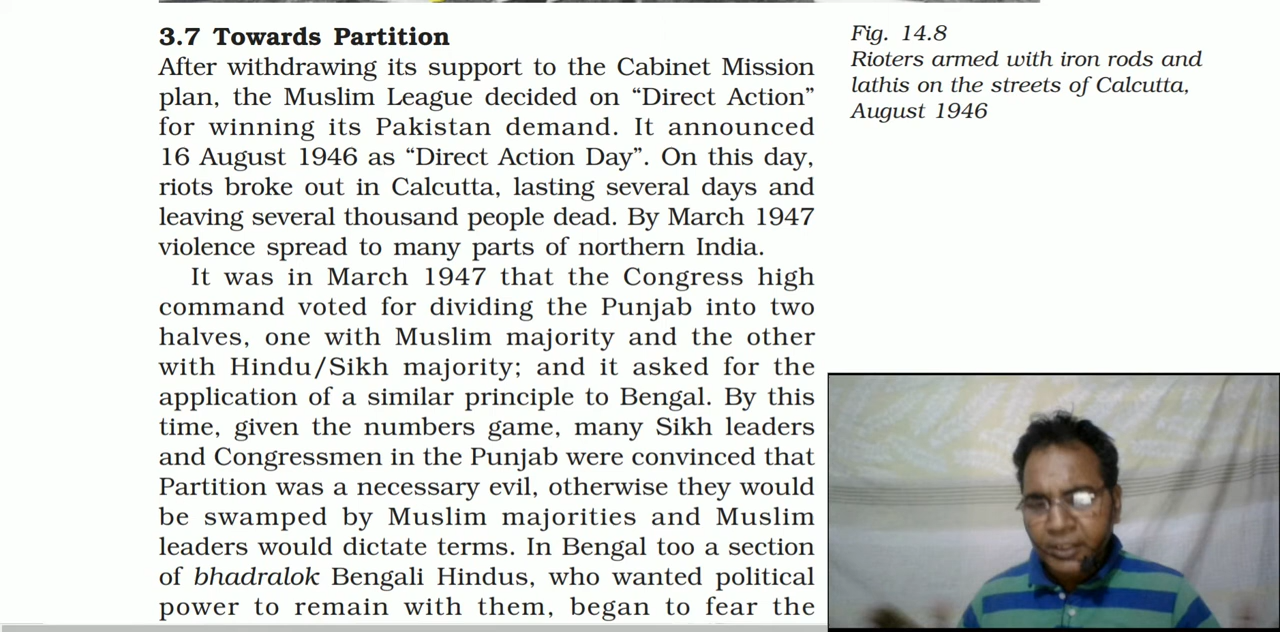 3.7 Towards Partition
After withdrawing its support to the Cabinet Mission
plan, the Muslim League decided on “Direct Action”
for winning its Pakistan demand. It announced
16 August 1946 as “Direct Action Day”. On this day,
riots broke out in Calcutta, lasting several days and
leaving several thousand people dead. By March 1947
violence spread to many parts of northern India.
It was in March 1947 that the Congress high
command voted for dividing the Punjab into two
halves, one with Muslim majority and the other
with Hindu/Sikh majority; and it asked for the
application of a similar principle to Bengal. By this
time, given the numbers game, many Sikh leaders
and Congressmen in the Punjab were convinced that
Partition was a necessary evil, otherwise they would
be swamped by Muslim majorities and Muslim
leaders would dictate terms. In Bengal too a section
of bhadralok Bengali Hindus, who wanted political
power to remain with them, began to fear the
Fig. 14.8
Rioters armed with iron rods and
lathis on the streets of Calcutta,
August 1946